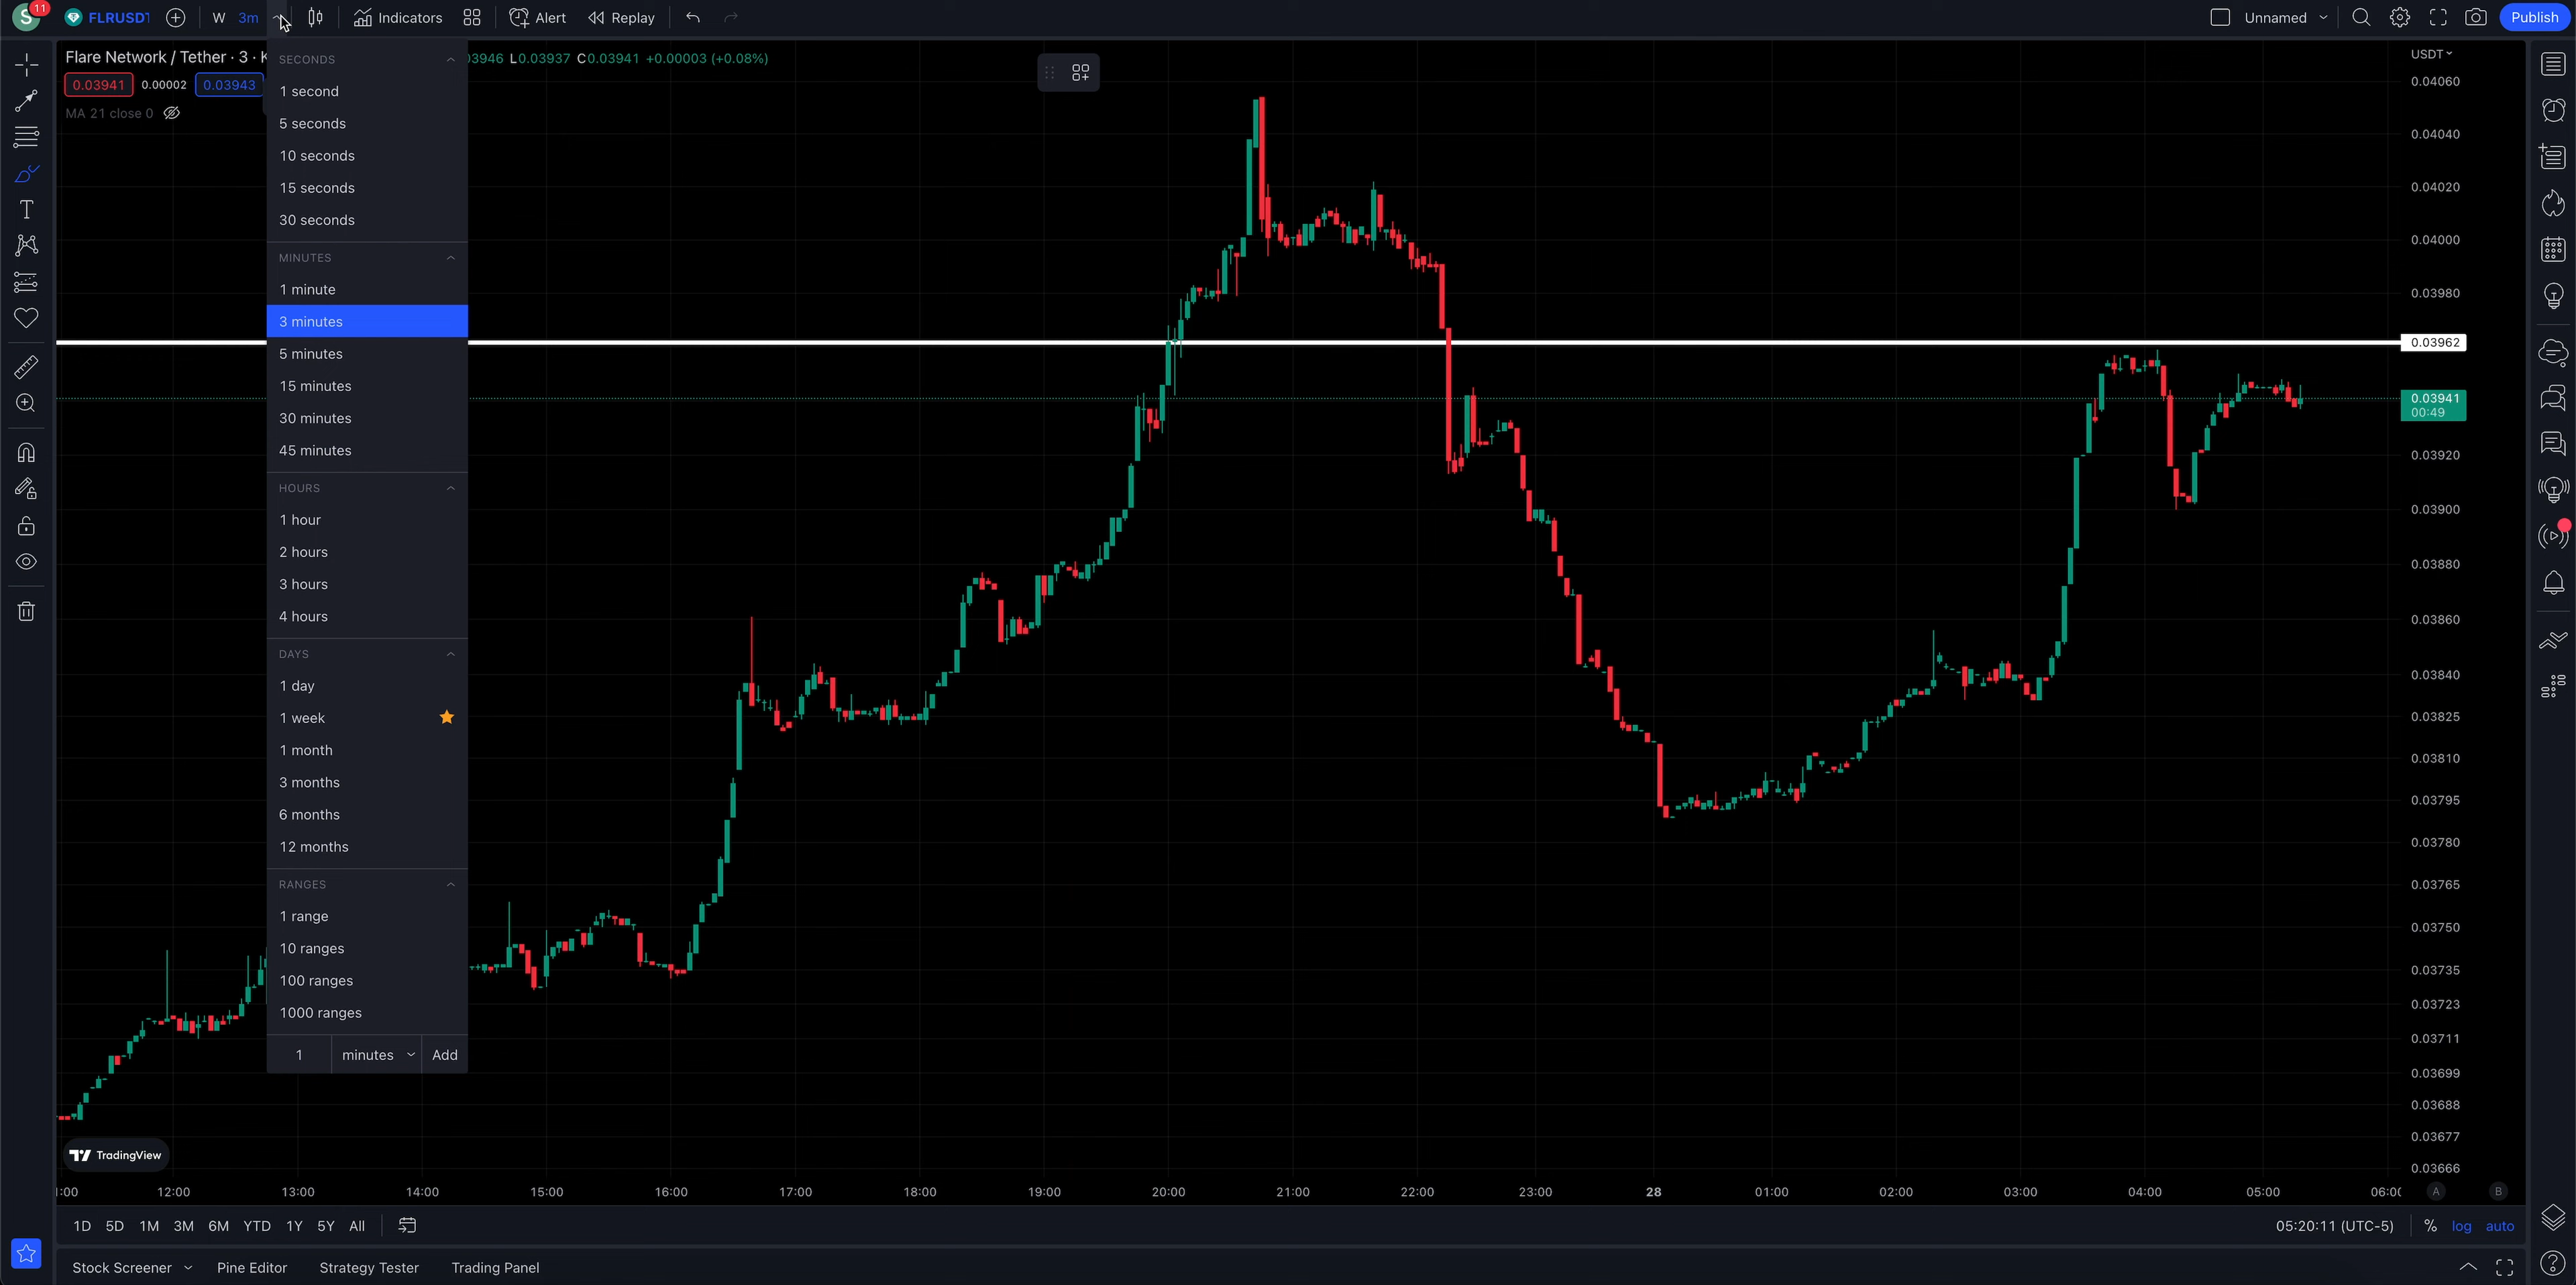 S 11 FLRUSDT W 3m Indicators Alert Replay Unnamed Publish
Flare Network / Tether · 3 · 3946 L0.03937 C0.03941 +0.00003 (+0.08%)
0.03941 0.00002 0.03943
MA 21 close 0
SECONDS
1 second
5 seconds
10 seconds
15 seconds
30 seconds
MINUTES
1 minute
3 minutes
5 minutes
15 minutes
30 minutes
45 minutes
HOURS
1 hour
2 hours
3 hours
4 hours
DAYS
1 day
1 week
1 month
3 months
6 months
12 months
RANGES
1 range
10 ranges
100 ranges
1000 ranges
1 minutes Add
USDT
0.04060
0.04040
0.04020
0.04000
0.03980
0.03962
0.03941
00:49
0.03920
0.03900
0.03880
0.03860
0.03840
0.03825
0.03810
0.03795
0.03780
0.03765
0.03750
0.03735
0.03723
0.03711
0.03699
0.03688
0.03677
0.03666
TradingView
:00 12:00 13:00 14:00 15:00 16:00 17:00 18:00 19:00 20:00 21:00 22:00 23:00 28 01:00 02:00 03:00 04:00 05:00 06:00 A B
1D 5D 1M 3M 6M YTD 1Y 5Y All 05:20:11 (UTC-5) % log auto
Stock Screener Pine Editor Strategy Tester Trading Panel